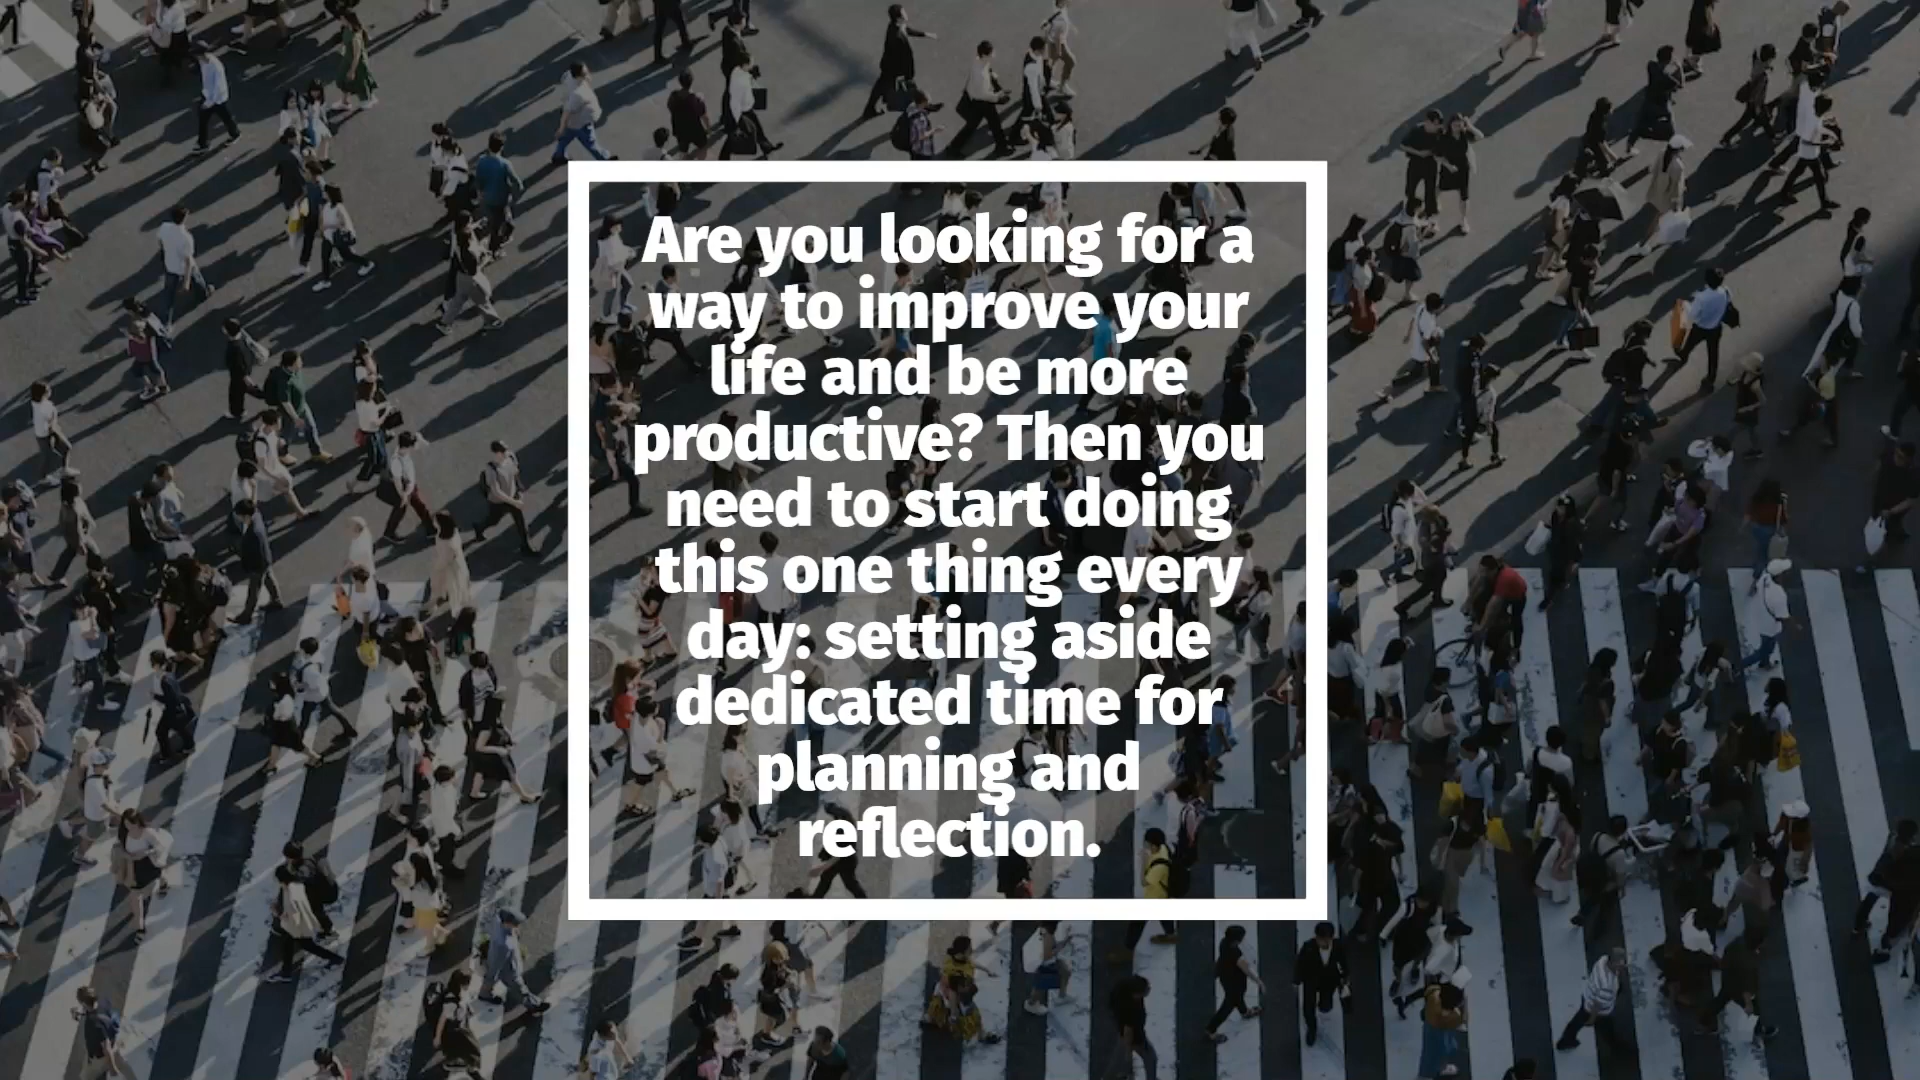 Are you looking for a
way to improve your
life and be more
productive? Then you
need to start doing
this one thing every
day: setting aside
dedicated time for
planning and
reflection.